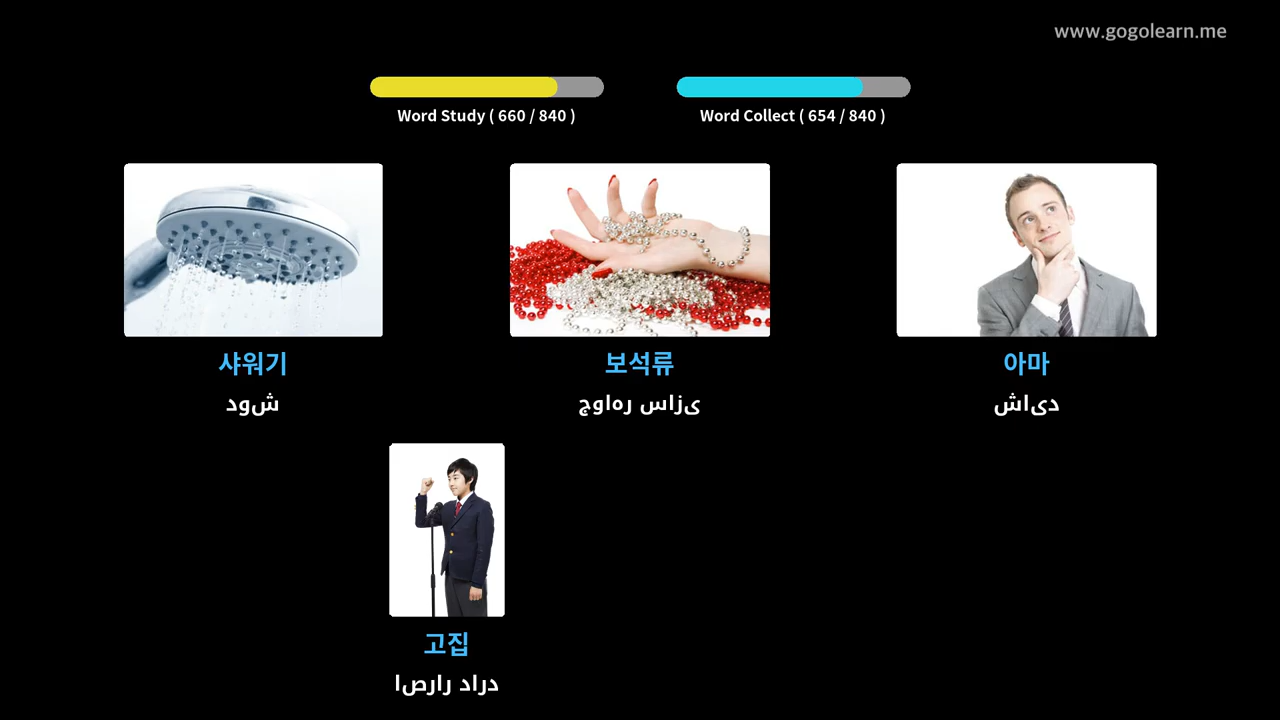 www.gogolearn.me
Word Study ( 660 / 840 )
Word Collect ( 654 / 840 )
샤워기
شود
보석류
یزاس رهاوج
아마
دیاش
고집
دراد رارصا